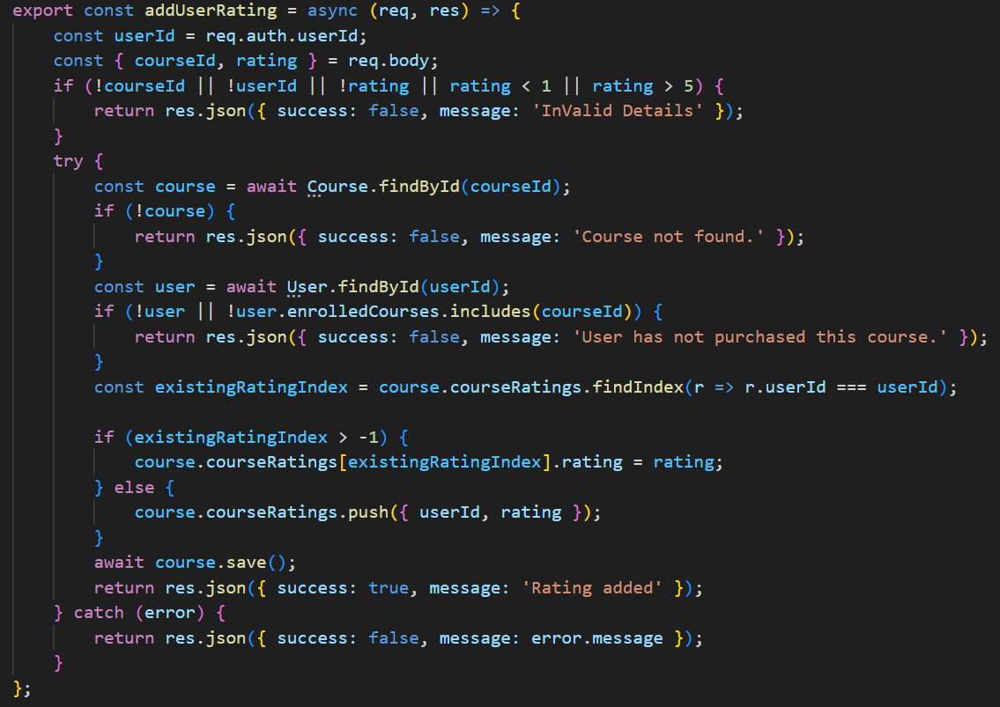 export const addUserRating = async (req, res) => {
    const userId = req.auth.userId;
    const { courseId, rating } = req.body;
    if (!courseId || !userId || !rating || rating < 1 || rating > 5) {
        return res.json({ success: false, message: 'InValid Details' });
    }
    try {
        const course = await Course.findById(courseId);
        if (!course) {
            return res.json({ success: false, message: 'Course not found.' });
        }
        const user = await User.findById(userId);
        if (!user || !user.enrolledCourses.includes(courseId)) {
            return res.json({ success: false, message: 'User has not purchased this course.' });
        }
        const existingRatingIndex = course.courseRatings.findIndex(r => r.userId === userId);

        if (existingRatingIndex > -1) {
            course.courseRatings[existingRatingIndex].rating = rating;
        } else {
            course.courseRatings.push({ userId, rating });
        }
        await course.save();
        return res.json({ success: true, message: 'Rating added' });
    } catch (error) {
        return res.json({ success: false, message: error.message });
    }
};